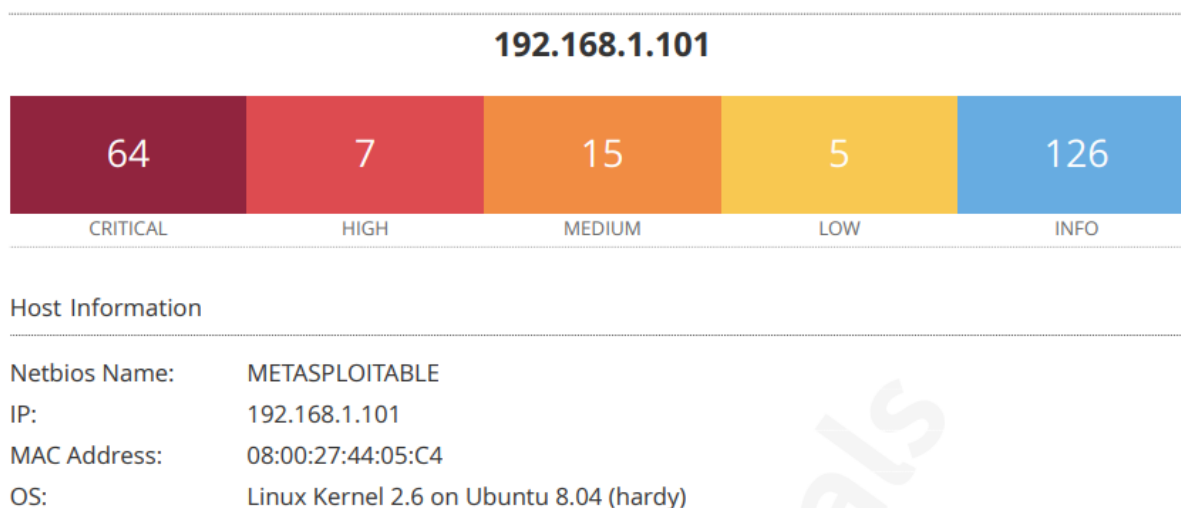 192.168.1.101
64 7 15 5 126
CRITICAL HIGH MEDIUM LOW INFO
Host Information
Netbios Name: METASPLOITABLE
IP: 192.168.1.101
MAC Address: 08:00:27:44:05:C4
OS: Linux Kernel 2.6 on Ubuntu 8.04 (hardy)
als